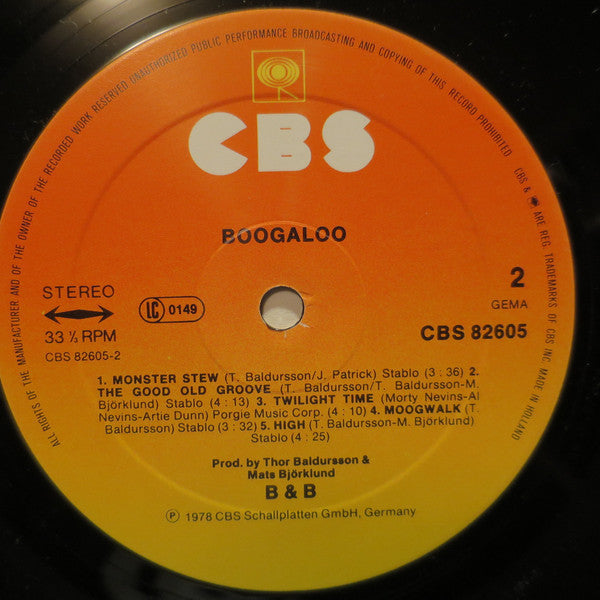 ALL RIGHTS OF THE MANUFACTURER AND OF THE OWNER OF THE RECORDED WORK RESERVED UNAUTHORIZED PUBLIC PERFORMANCE BROADCASTING AND COPYING OF THIS RECORD PROHIBITED
CBS & ARE REG. TRADEMARKS OF CBS INC MADE IN HOLLAND
CBS
BOOGALOO
STEREO
33 ⅓ RPM
CBS 82605-2
LC 0149
2
GEMA
CBS 82605
1. MONSTER STEW (T. Baldursson/J. Patrick) Stablo (3 : 36) 2.
THE GOOD OLD GROOVE (T. Baldursson/T. Baldursson-M.
Björklund) Stablo (4 : 13) 3. TWILIGHT TIME (Morty Nevins-Al
Nevins-Artie Dunn) Porgie Music Corp. (4 : 10) 4. MOOGWALK (T.
Baldursson) Stablo (3 : 32) 5. HIGH (T. Baldursson-M. Björklund)
Stablo (4 : 25)
Prod. by Thor Baldursson &
Mats Björklund
B & B
℗ 1978 CBS Schallplatten GmbH, Germany